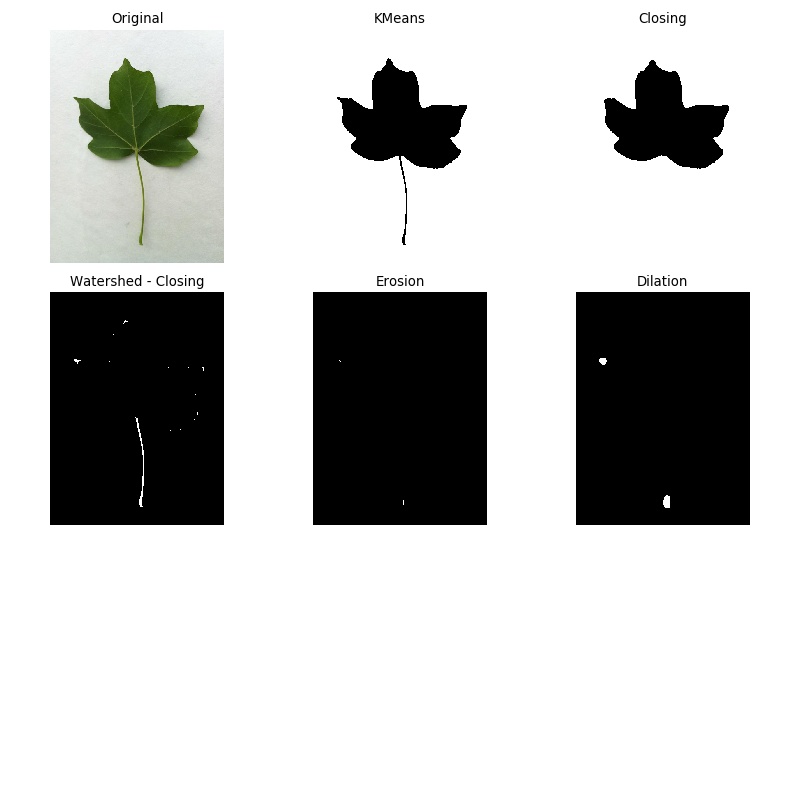 Original
KMeans
Closing
Watershed - Closing
Erosion
Dilation